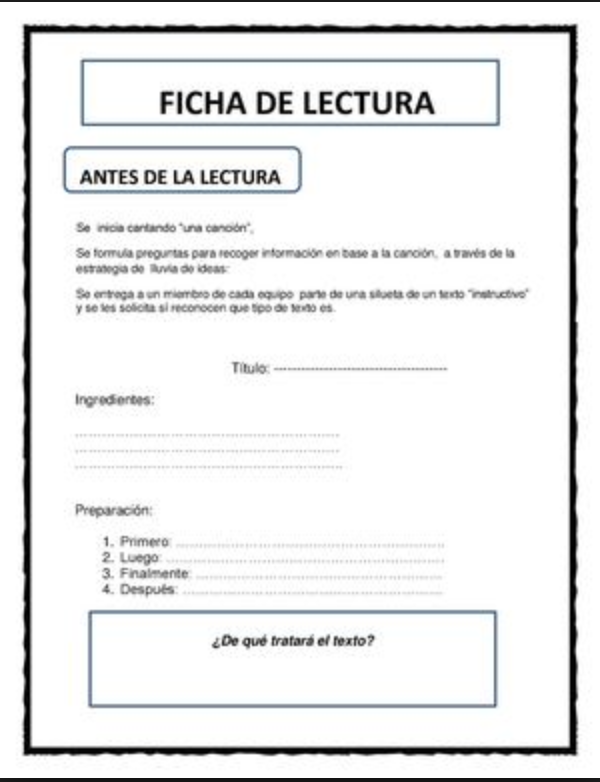 FICHA DE LECTURA
ANTES DE LA LECTURA
Se inicia cantando "una canción",
Se formula preguntas para recoger información en base a la canción, a través de la
estrategia de lluvia de ideas:
Se entrega a un miembro de cada equipo parte de una silueta de un texto "instructivo"
y se les solicita sí reconocen que tipo de texto es.
Título: ----------------------------------------
Ingredientes:
................................................................
................................................................
................................................................
Preparación:
1. Primero: ................................................................
2. Luego: ................................................................
3. Finalmente: ................................................................
4. Después: ................................................................
¿De qué tratará el texto?